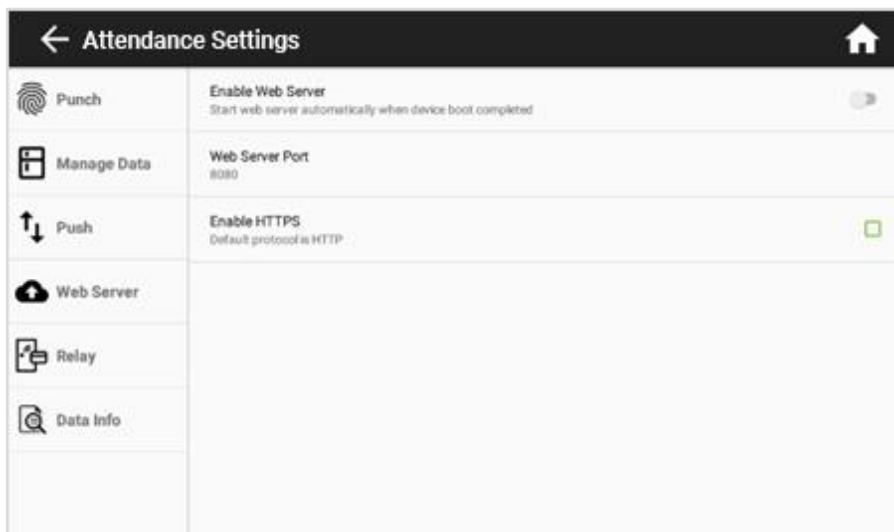 Attendance Settings
Punch
Manage Data
Push
Web Server
Relay
Data Info
Enable Web Server
Start web server automatically when device boot completed
Web Server Port
8080
Enable HTTPS
Default protocol is HTTP